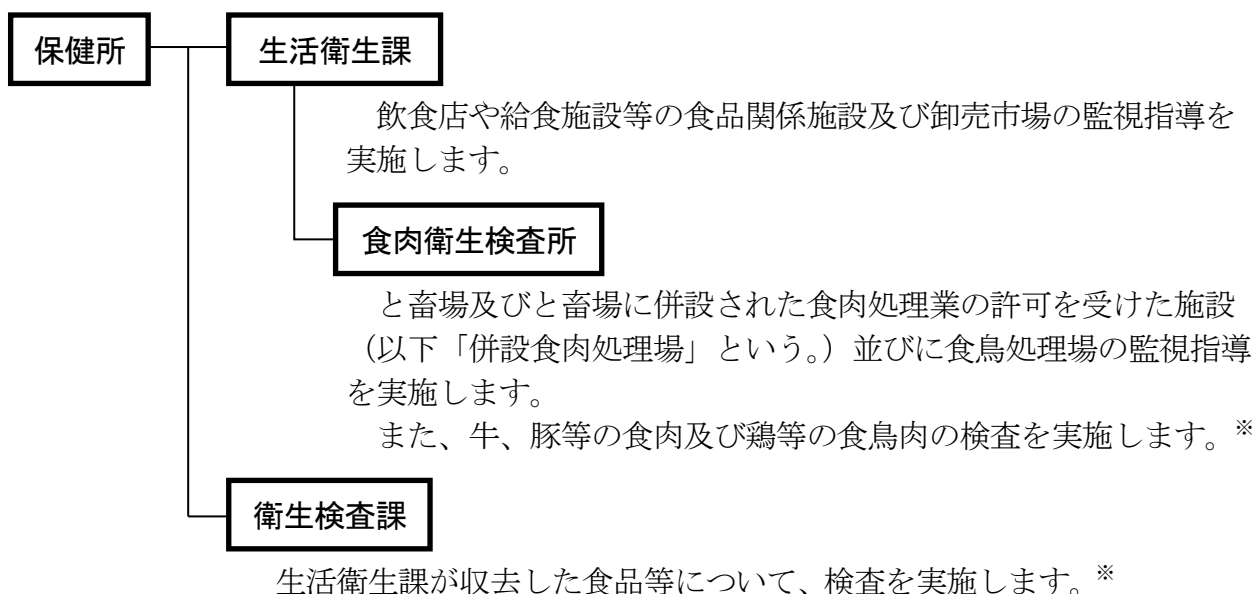 保健所
生活衛生課
飲食店や給食施設等の食品関係施設及び卸売市場の監視指導を
実施します。
食肉衛生検査所
と畜場及びと畜場に併設された食肉処理業の許可を受けた施設
（以下「併設食肉処理場」という。）並びに食鳥処理場の監視指導
を実施します。
また、牛、豚等の食肉及び鶏等の食鳥肉の検査を実施します。※
衛生検査課
生活衛生課が収去した食品等について、検査を実施します。※